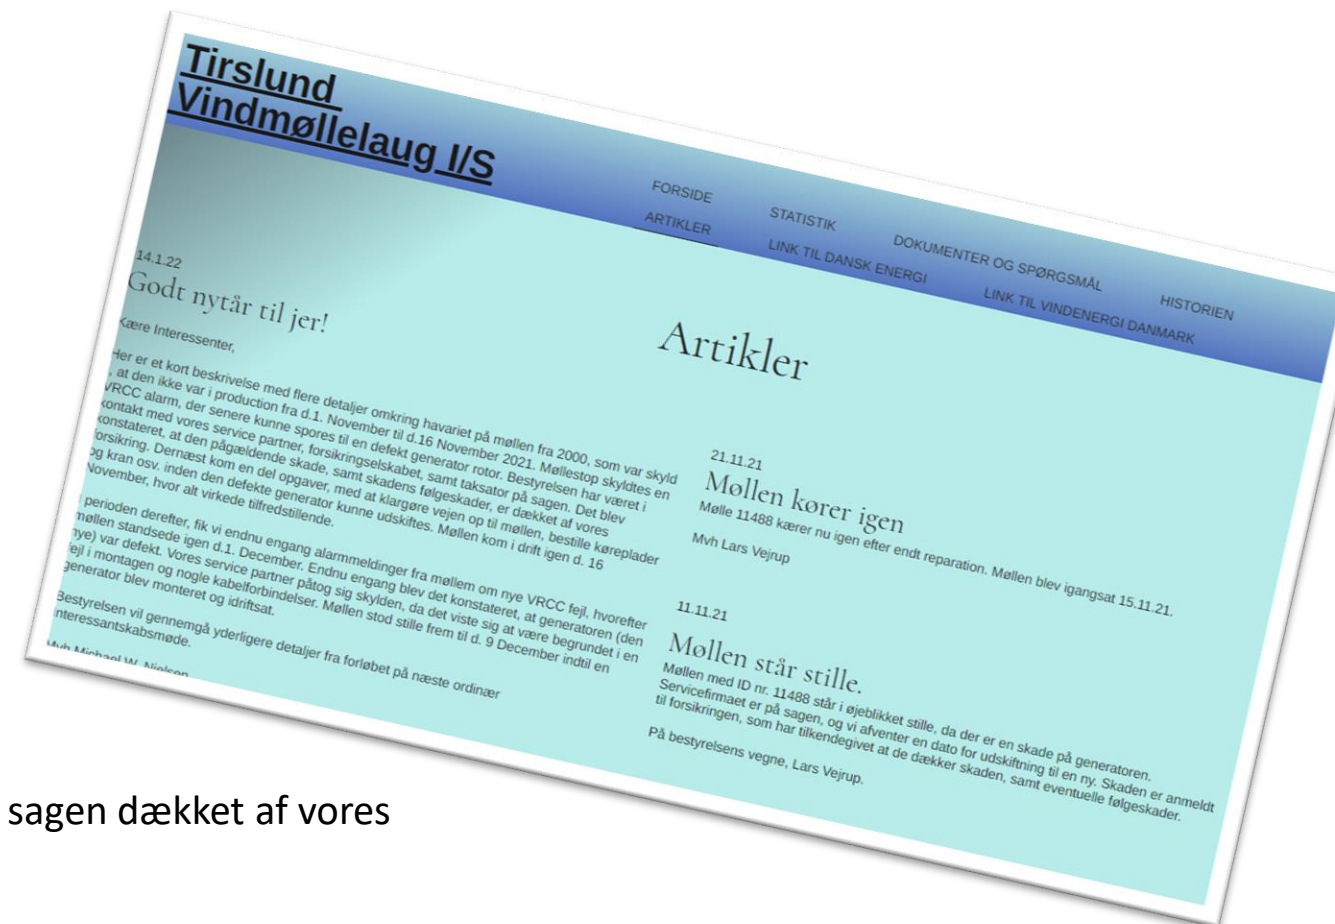 Tirslund
Vindmøllelaug I/S
FORSIDE
STATISTIK
DOKUMENTER OG SPØRGSMÅL
HISTORIEN
ARTIKLER
LINK TIL DANSK ENERGI
LINK TIL VINDENERGI DANMARK
Artikler
14.1.22
Godt nytår til jer!
Kære Interessenter,
Her er et kort beskrivelse med flere detaljer omkring havariet på møllen fra 2000, som var skyld
, at den ikke var i production fra d.1. November til d.16 November 2021. Møllestop skyldtes en
VRCC alarm, der senere kunne spores til en defekt generator rotor. Bestyrelsen har været i
kontakt med vores service partner, forsikringselskabet, samt taksator på sagen. Det blev
konstateret, at den pågældende skade, samt skadens følgeskader, er dækket af vores
forsikring. Dernæst kom en del opgaver, med at klargøre vejen op til møllen, bestille køreplader
og kran osv. inden den defekte generator kunne udskiftes. Møllen kom i drift igen d. 16
November, hvor alt virkede tilfredstillende.
perioden derefter, fik vi endnu engang alarmmeldinger fra møllem om nye VRCC fejl, hvorefter
møllen standsede igen d.1. December. Endnu engang blev det konstateret, at generatoren (den
nye) var defekt. Vores service partner påtog sig skylden, da det viste sig at være begrundet i en
fejl i montagen og nogle kabelforbindelser. Møllen stod stille frem til d. 9 December indtil en
generator blev monteret og idriftsat.
Bestyrelsen vil gennemgå yderligere detaljer fra forløbet på næste ordinær
interessantskabsmøde.
Mvh Michael W. Nielsen
21.11.21
Møllen kører igen
Mølle 11488 kærer nu igen efter endt reparation. Møllen blev igangsat 15.11.21.
Mvh Lars Vejrup
11.11.21
Møllen står stille.
Møllen med ID nr. 11488 står i øjeblikket stille, da der er en skade på generatoren.
Servicefirmaet er på sagen, og vi afventer en dato for udskiftning til en ny. Skaden er anmeldt
til forsikringen, som har tilkendegivet at de dækker skaden, samt eventuelle følgeskader.
På bestyrelsens vegne, Lars Vejrup.
sagen dækket af vores